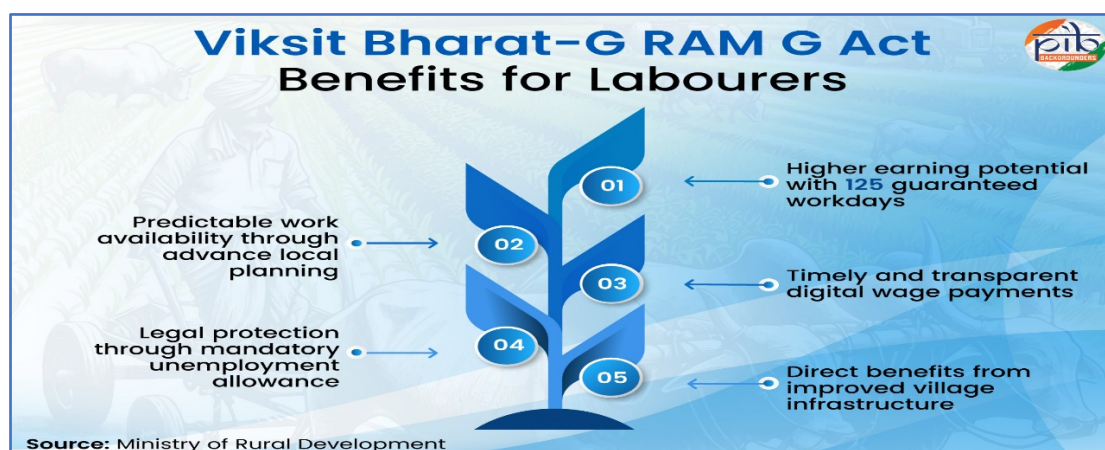 Viksit Bharat-G RAM G Act
Benefits for Labourers
pib
BACKGROUNDERS
01
Higher earning potential
with 125 guaranteed
workdays
02
Predictable work
availability through
advance local
planning
03
Timely and transparent
digital wage payments
04
Legal protection
through mandatory
unemployment
allowance
05
Direct benefits from
improved village
infrastructure
Source: Ministry of Rural Development